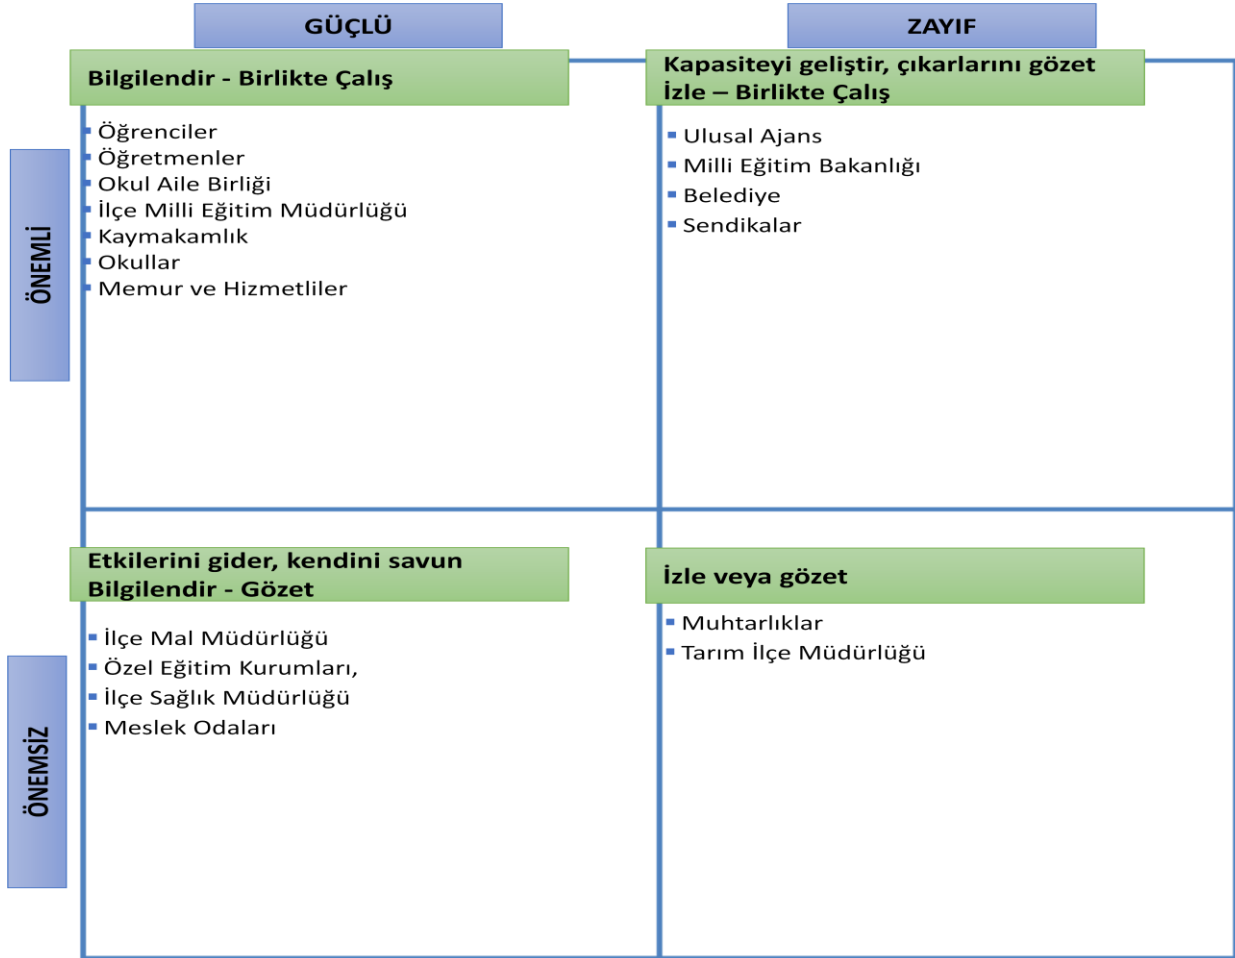 GÜÇLÜ
ZAYIF
ÖNEMLİ
Bilgilendir - Birlikte Çalış
Öğrenciler
Öğretmenler
Okul Aile Birliği
İlçe Milli Eğitim Müdürlüğü
Kaymakamlık
Okullar
Memur ve Hizmetliler
Kapasiteyi geliştir, çıkarlarını gözet
İzle – Birlikte Çalış
Ulusal Ajans
Milli Eğitim Bakanlığı
Belediye
Sendikalar
ÖNEMSİZ
Etkilerini gider, kendini savun
Bilgilendir - Gözet
İlçe Mal Müdürlüğü
Özel Eğitim Kurumları,
İlçe Sağlık Müdürlüğü
Meslek Odaları
İzle veya gözet
Muhtarlıklar
Tarım İlçe Müdürlüğü